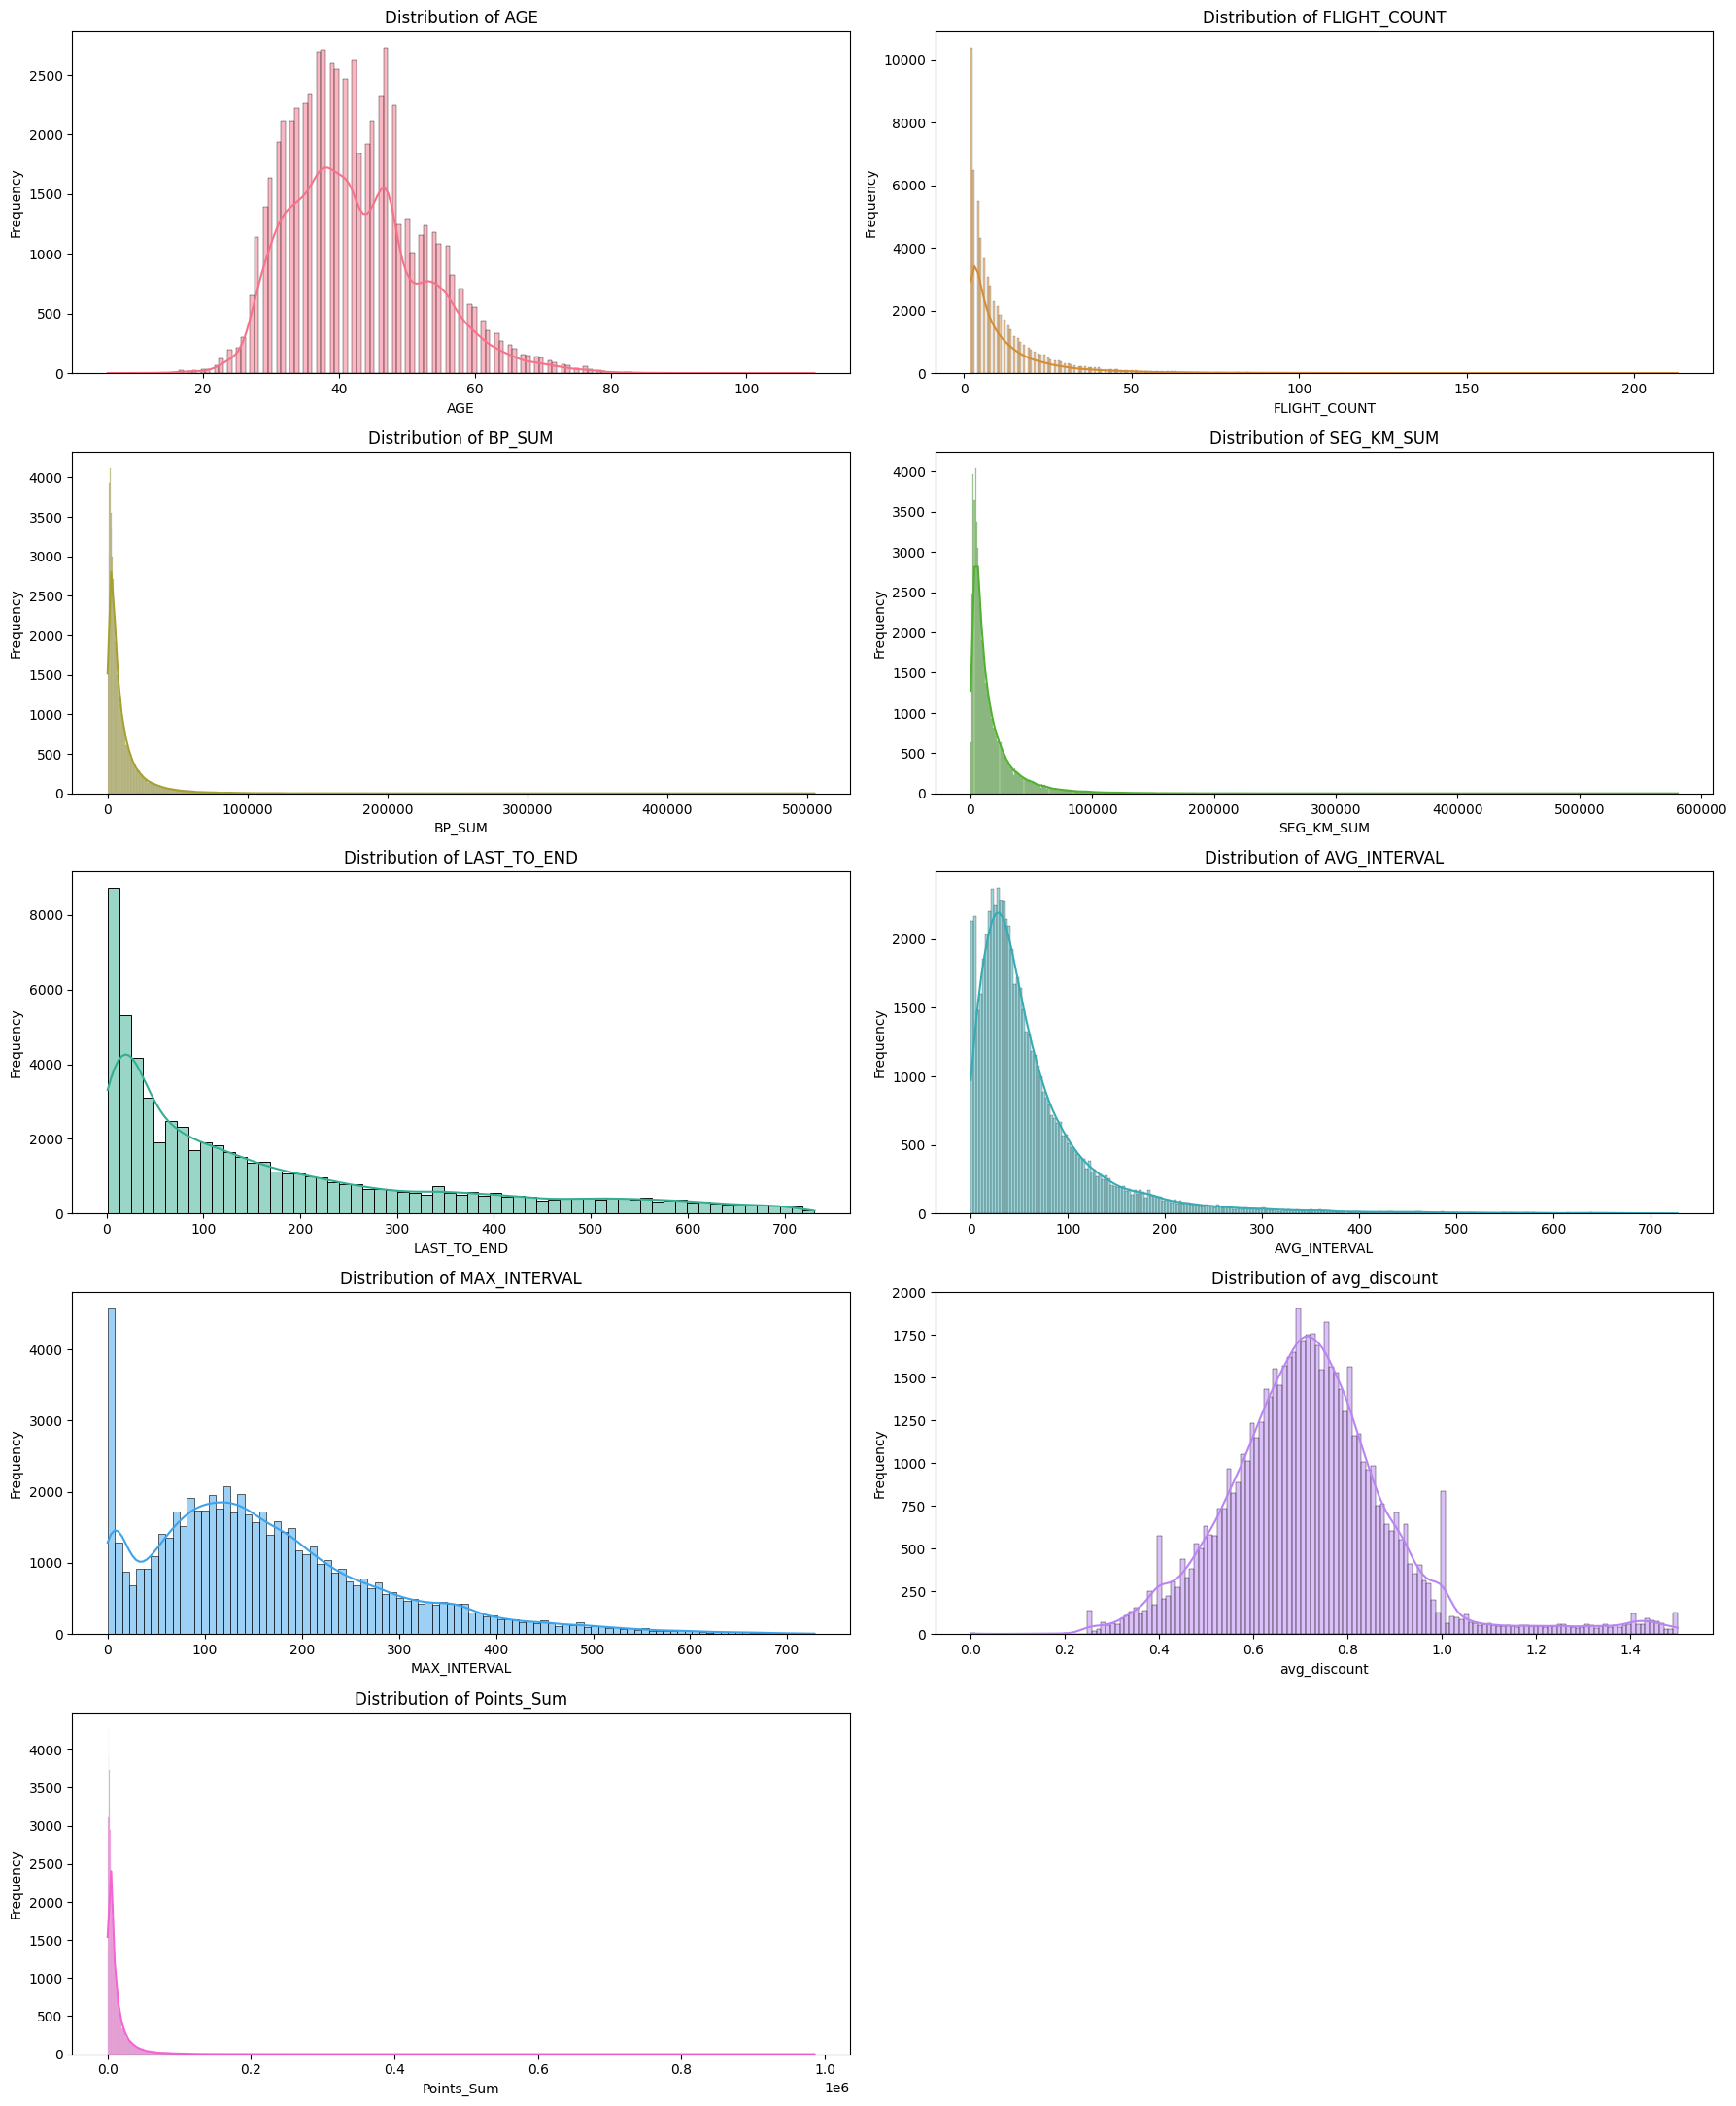 Distribution of AGE
Frequency
2500
2000
1500
1000
500
0
20 40 60 80 100
AGE
Distribution of FLIGHT_COUNT
Frequency
10000
8000
6000
4000
2000
0
0 50 100 150 200
FLIGHT_COUNT
Distribution of BP_SUM
Frequency
4000
3500
3000
2500
2000
1500
1000
500
0
0 100000 200000 300000 400000 500000
BP_SUM
Distribution of SEG_KM_SUM
Frequency
4000
3500
3000
2500
2000
1500
1000
500
0
0 100000 200000 300000 400000 500000 600000
SEG_KM_SUM
Distribution of LAST_TO_END
Frequency
8000
6000
4000
2000
0
0 100 200 300 400 500 600 700
LAST_TO_END
Distribution of AVG_INTERVAL
Frequency
2000
1500
1000
500
0
0 100 200 300 400 500 600 700
AVG_INTERVAL
Distribution of MAX_INTERVAL
Frequency
4000
3000
2000
1000
0
0 100 200 300 400 500 600 700
MAX_INTERVAL
Distribution of avg_discount
Frequency
2000
1750
1500
1250
1000
750
500
250
0
0.0 0.2 0.4 0.6 0.8 1.0 1.2 1.4
avg_discount
Distribution of Points_Sum
Frequency
4000
3500
3000
2500
2000
1500
1000
500
0
0.0 0.2 0.4 0.6 0.8 1.0
1e6
Points_Sum